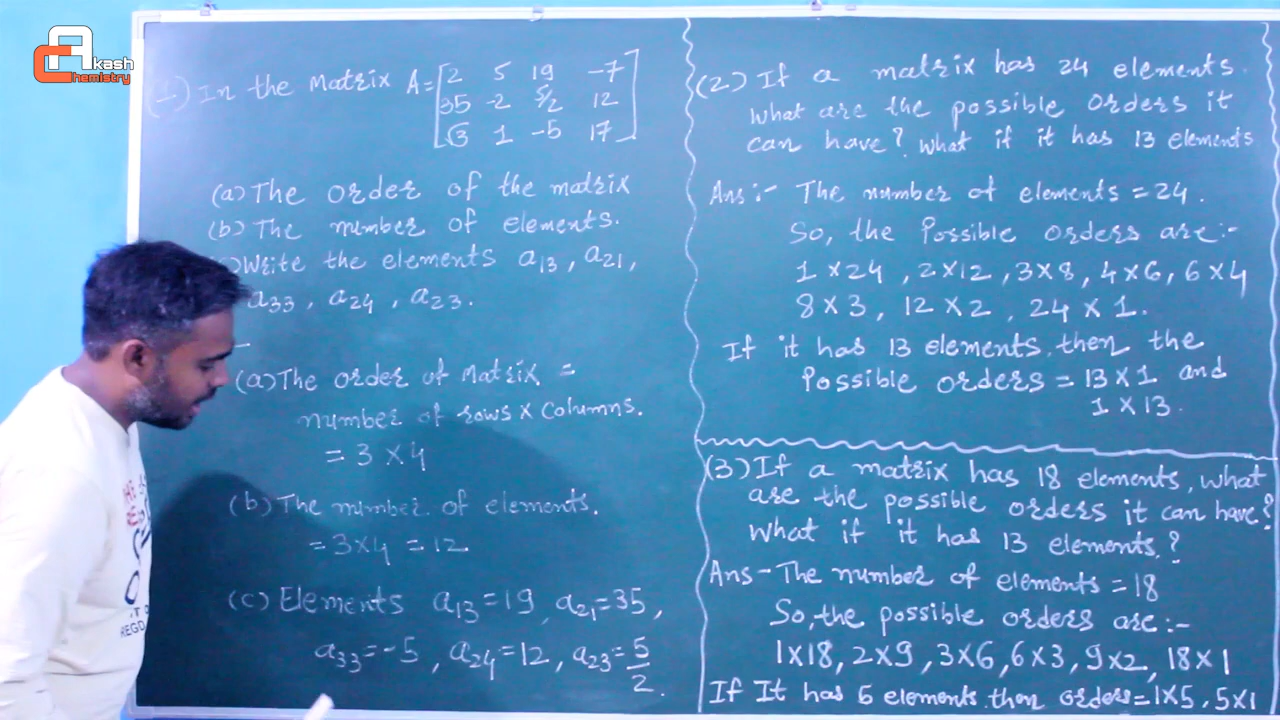 Akash
Chemistry
(1) In the Matrix A = [2 5 19 -7
35 -2 5/2 12
√3 1 -5 17]
(a) The order of the matrix
(b) The number of elements.
Write the elements a13, a21,
a33, a24, a23.
(a) The order of Matrix =
number of rows × Columns.
= 3 × 4
(b) The number of elements.
= 3×4 = 12
(c) Elements a13 = 19, a21 = 35,
a33 = -5, a24 = 12, a23 = 5/2.
(2) If a matrix has 24 elements.
What are the possible orders it
can have? What if it has 13 elements
Ans:- The number of elements = 24.
So, the Possible orders are:-
1 × 24, 2 × 12, 3 × 8, 4 × 6, 6 × 4
8 × 3, 12 × 2, 24 × 1.
If it has 13 elements, then the
Possible orders = 13 × 1 and
1 × 13.
(3) If a matrix has 18 elements, what
are the possible orders it can have?
What if it has 13 elements.?
Ans - The number of elements = 18
So, the possible orders are:-
1×18, 2×9, 3×6, 6×3, 9×2, 18×1
If It has 5 elements then orders = 1×5, 5×1